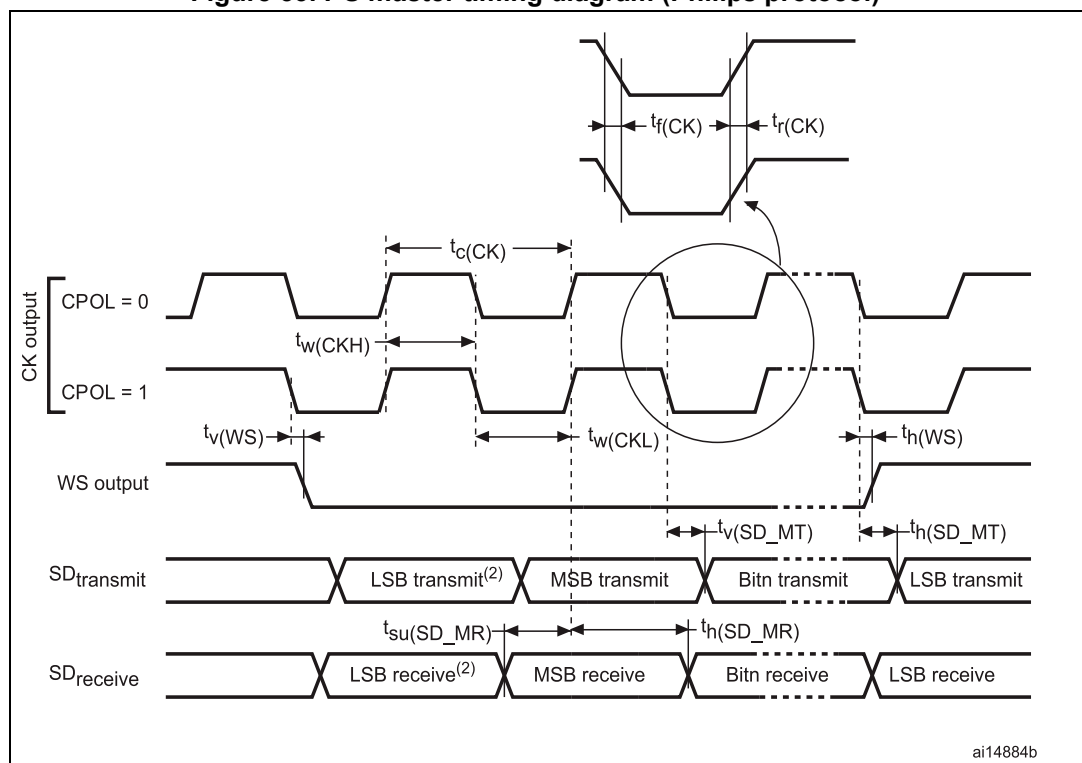 tf(CK)
tr(CK)
tc(CK)
CK output
CPOL = 0
tw(CKH)
CPOL = 1
tv(WS)
tw(CKL)
th(WS)
WS output
tv(SD_MT)
th(SD_MT)
SDtransmit
LSB transmit(2)
MSB transmit
Bitn transmit
LSB transmit
tsu(SD_MR)
th(SD_MR)
SDreceive
LSB receive(2)
MSB receive
Bitn receive
LSB receive
ai14884b